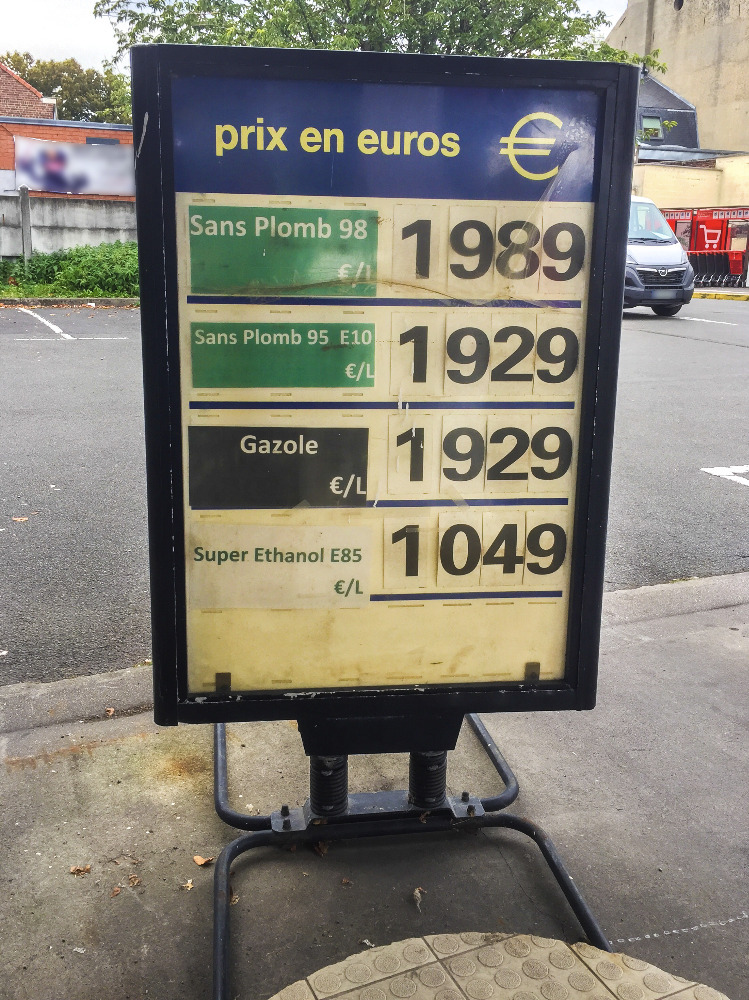 prix en euros €
Sans Plomb 98 1989
€/L
Sans Plomb 95 E10 1929
€/L
Gazole 1929
€/L
Super Ethanol E85 1049
€/L